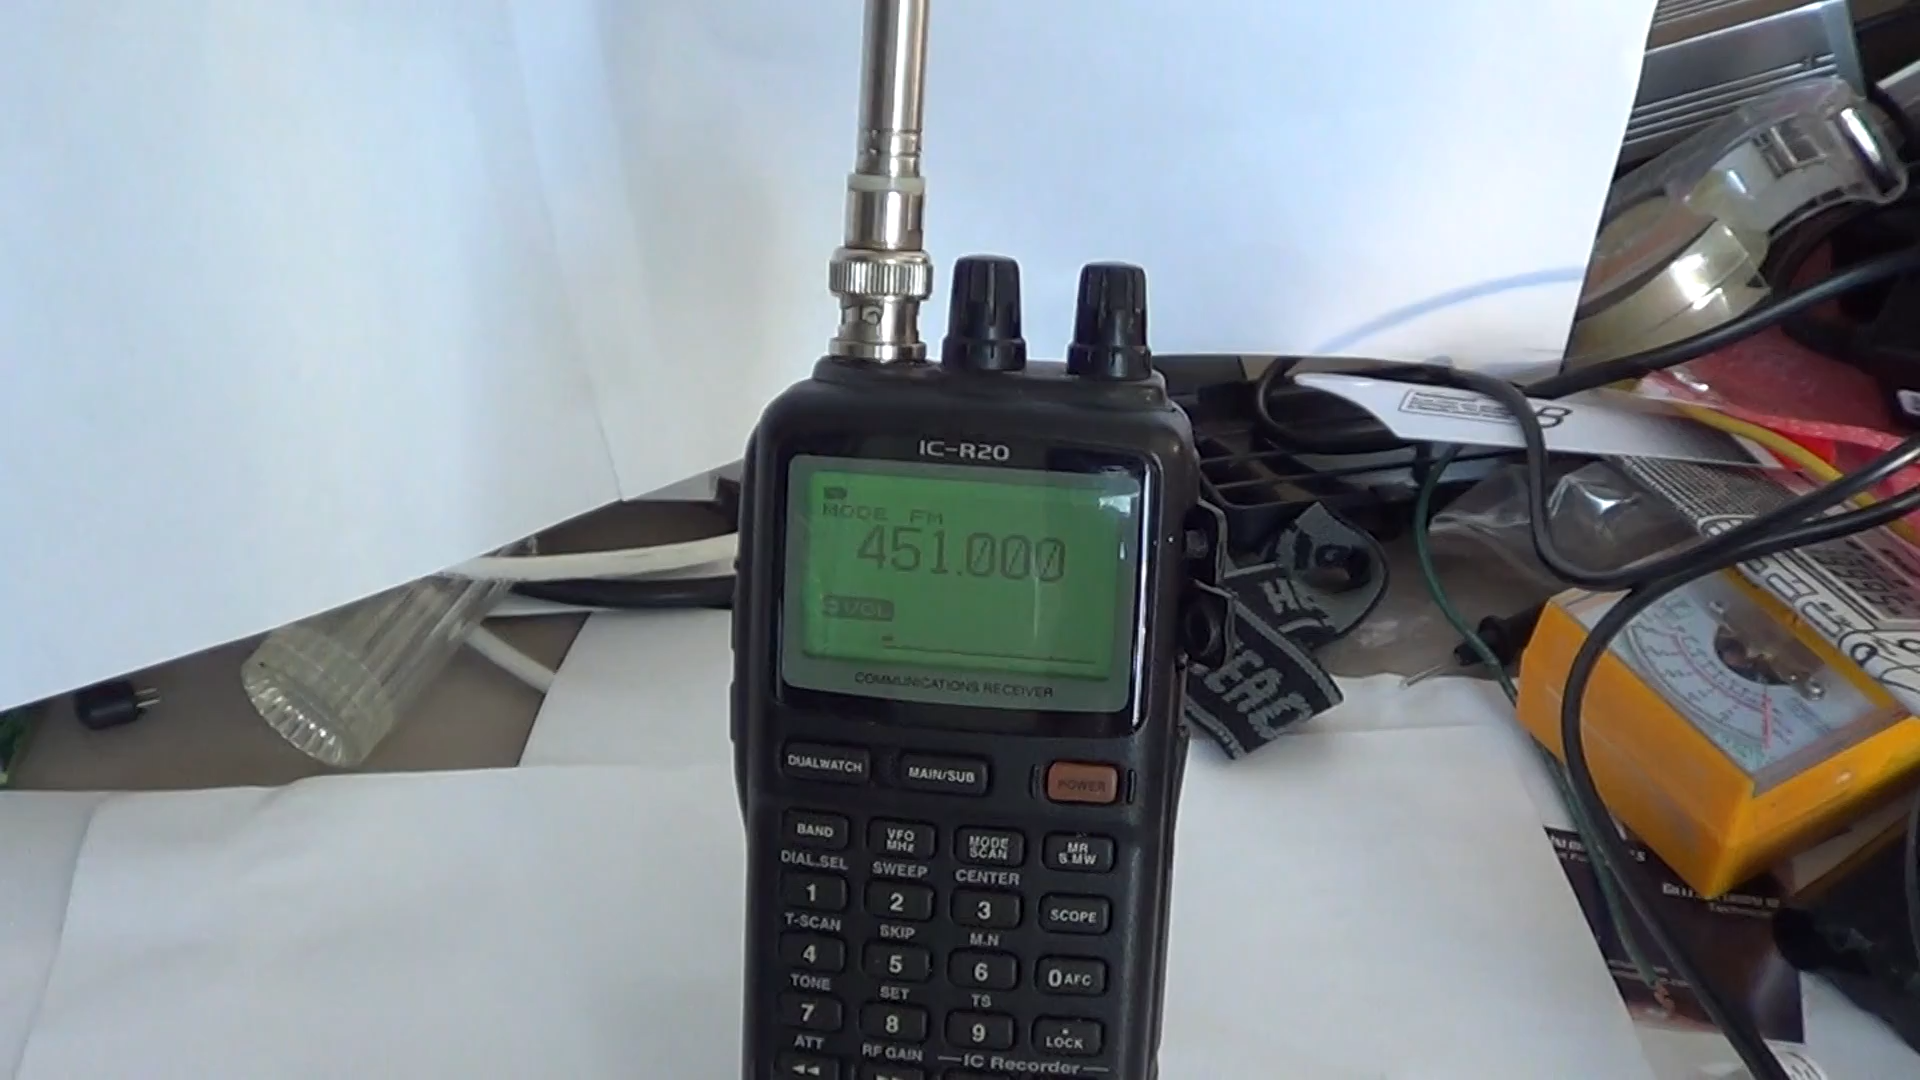 IC-R20
MODE FM
451.000
VOL
COMMUNICATIONS RECEIVER
DUALWATCH
MAIN/SUB
POWER
BAND
VFO
MHz
MODE
SCAN
MR
S.MW
DIAL.SEL
SWEEP
CENTER
1
2
3
SCOPE
T-SCAN
SKIP
M.N
4
5
6
0 AFC
TONE
SET
TS
7
8
9
.
LOCK
ATT
RF GAIN
IC Recorder
◄◄